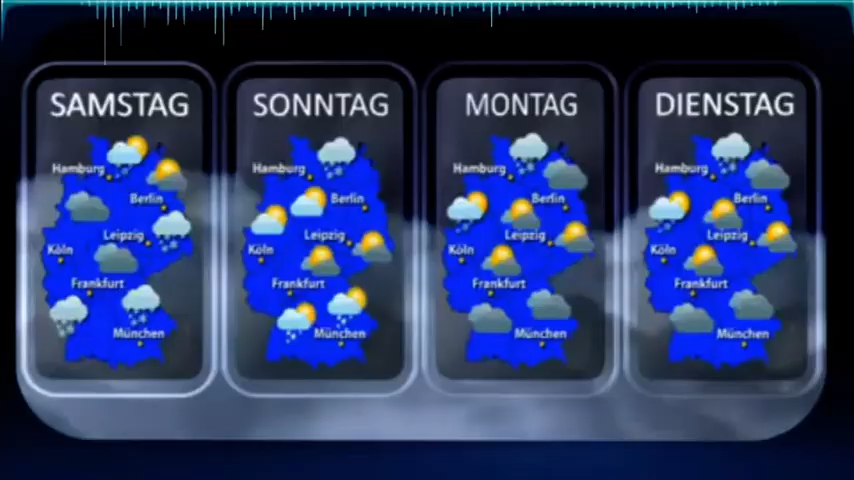 SAMSTAG
Hamburg
Berlin
Leipzig
Köln
Frankfurt
München
SONNTAG
Hamburg
Berlin
Leipzig
Köln
Frankfurt
München
MONTAG
Hamburg
Berlin
Leipzig
Köln
Frankfurt
München
DIENSTAG
Hamburg
Berlin
Leipzig
Köln
Frankfurt
München